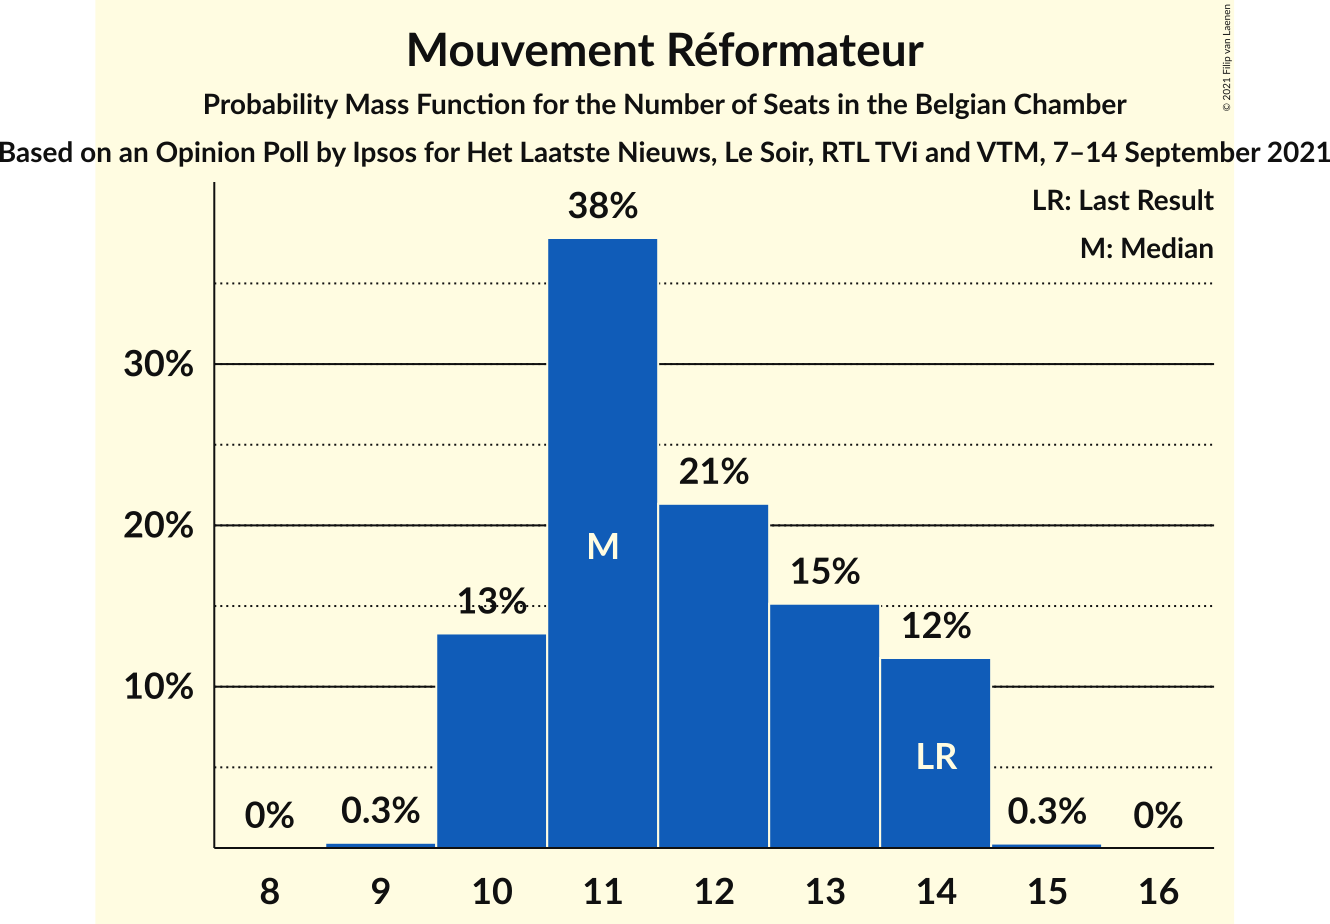 Mouvement Réformateur
Probability Mass Function for the Number of Seats in the Belgian Chamber
Based on an Opinion Poll by Ipsos for Het Laatste Nieuws, Le Soir, RTL TVi and VTM, 7–14 September 2021
© 2021 Filip van Laenen
LR: Last Result
M: Median
38%
30%
21%
20%
M
15%
13%
12%
10%
LR
0% 0.3% 0.3% 0%
8 9 10 11 12 13 14 15 16